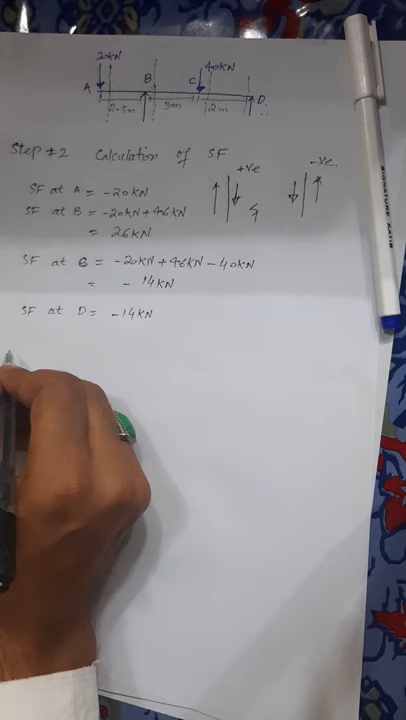 20KN
40KN
A B C D
2.5m 3m 2m
Step #2 Calculation of SF
+ve -ve
SF at A = -20KN
SF at B = -20KN+46KN
= 26KN
SF at B = -20KN+46KN-40KN
= -14KN
SF at D = -14KN
SIGNATURE